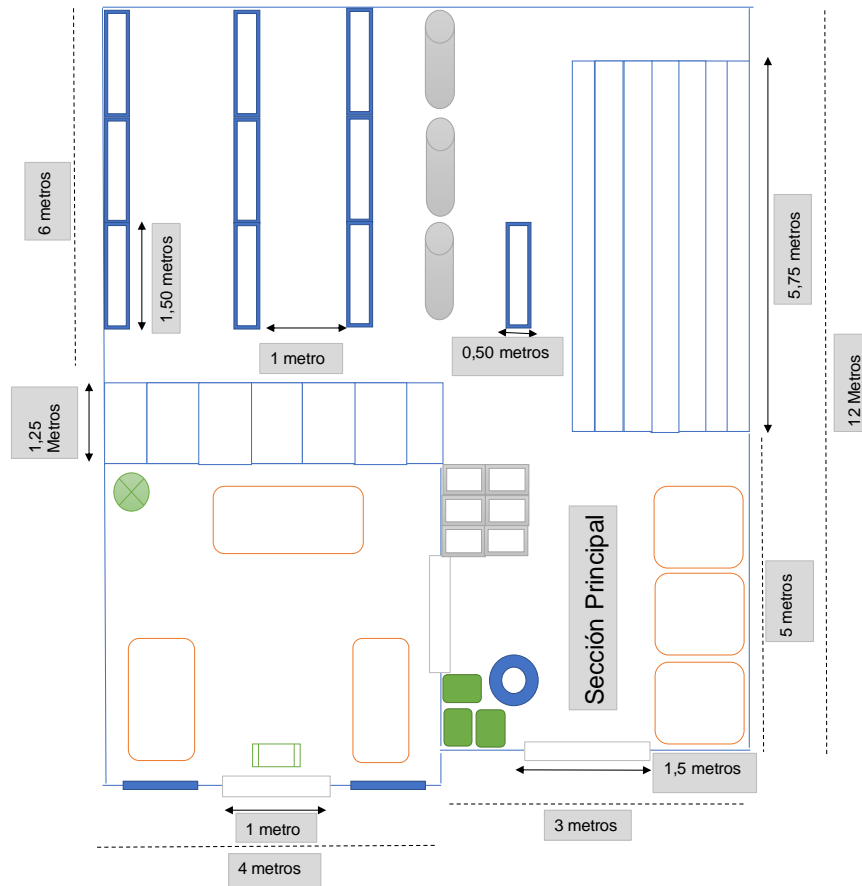 6 metros
1,50 metros
1 metro
0,50 metros
5,75 metros
12 Metros
1,25
Metros
Sección Principal
5 metros
1,5 metros
1 metro
3 metros
4 metros